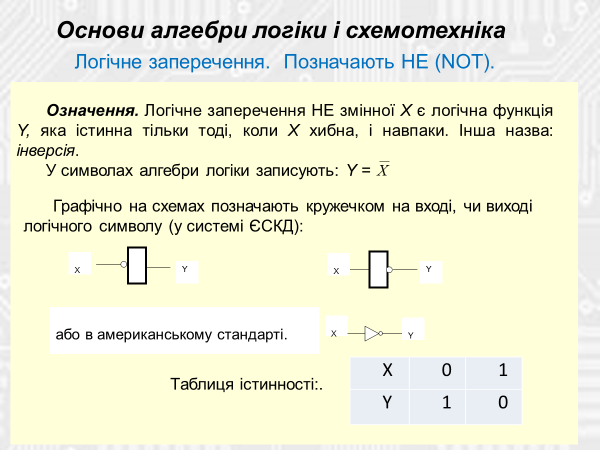 Основи алгебри логіки і схемотехніка
Логічне заперечення. Позначають НЕ (NOT).
Означення. Логічне заперечення НЕ змінної X є логічна функція
Y, яка істинна тільки тоді, коли X хибна, і навпаки. Інша назва:
інверсія.
У символах алгебри логіки записують: Y = X̅
Графічно на схемах позначають кружечком на вході, чи виході
логічного символу (у системі ЄСКД):
X Y X Y
або в американському стандарті. X Y
Таблиця істинності:.
X 0 1
Y 1 0